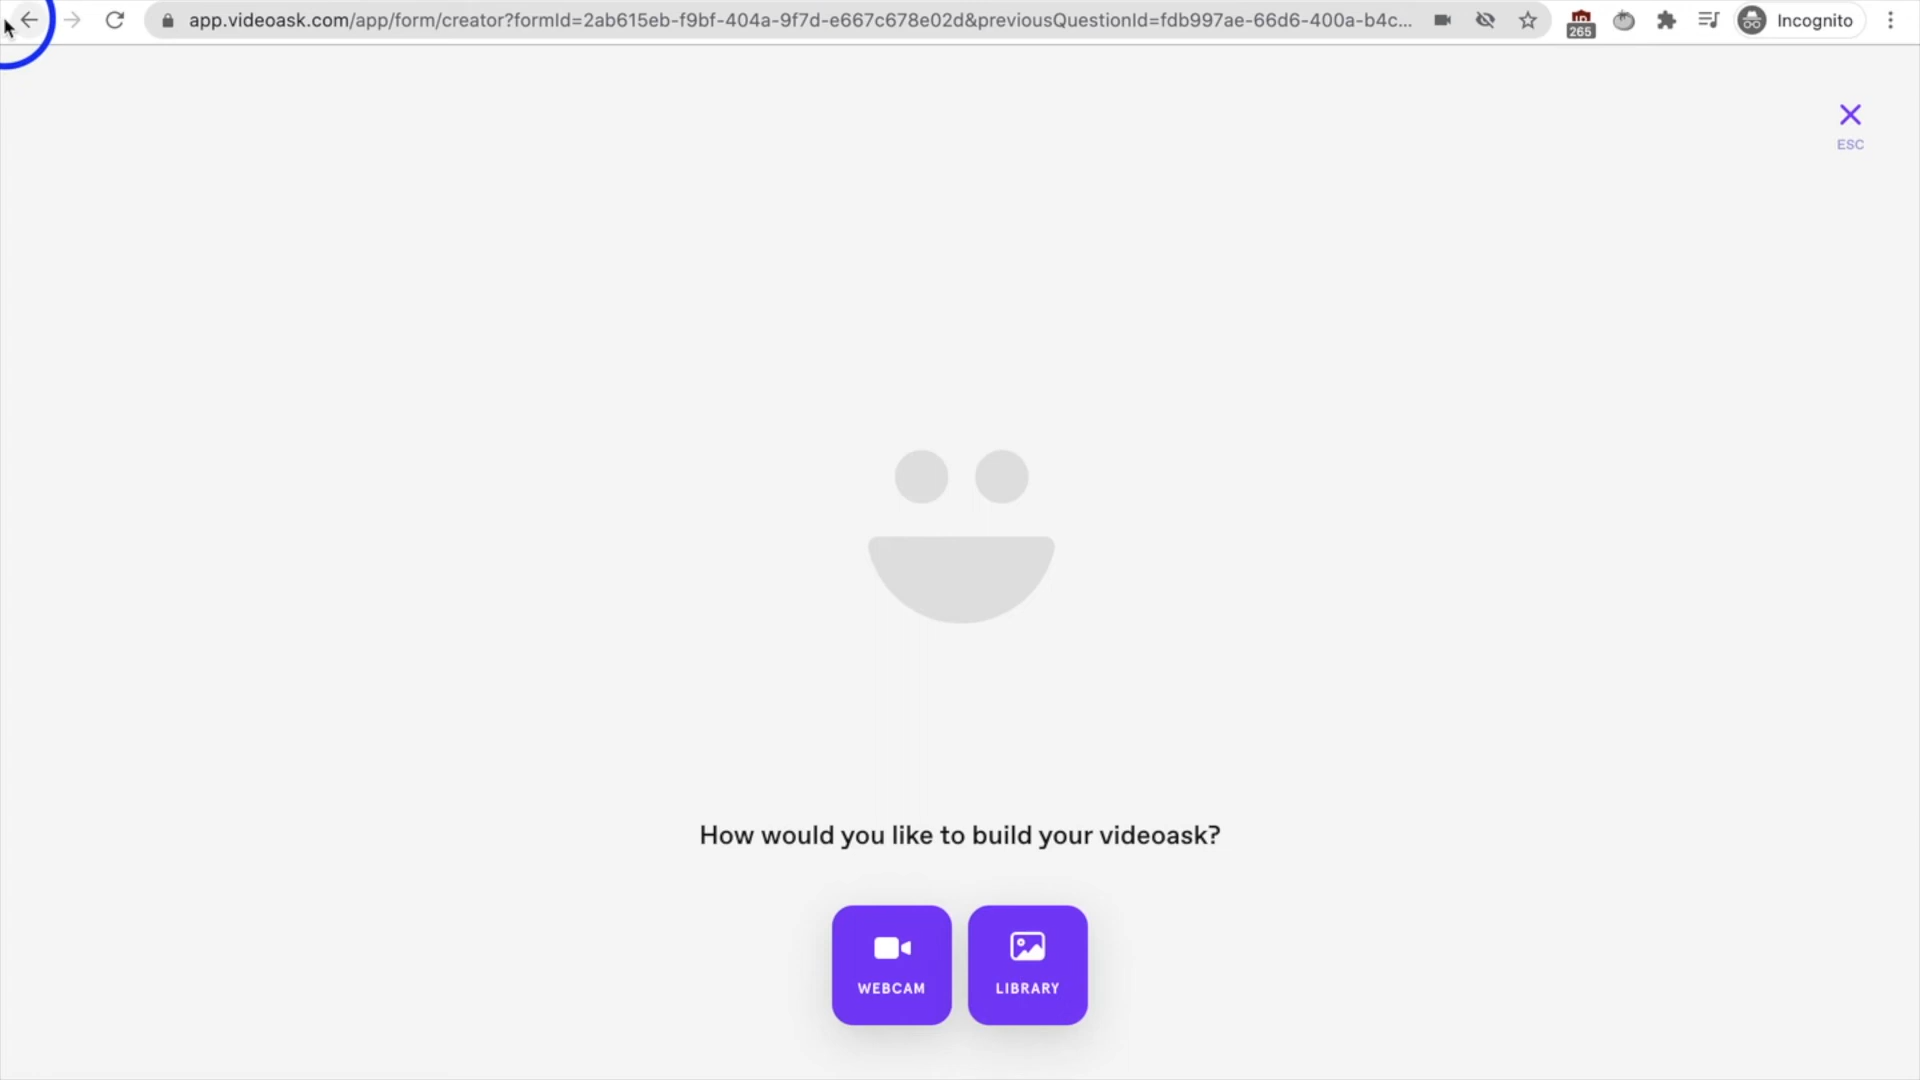 app.videoask.com/app/form/creator?formId=2ab615eb-f9bf-404a-9f7d-e667c678e02d&previousQuestionId=fdb997ae-66d6-400a-b4c...
265
Incognito
ESC
How would you like to build your videoask?
WEBCAM
LIBRARY